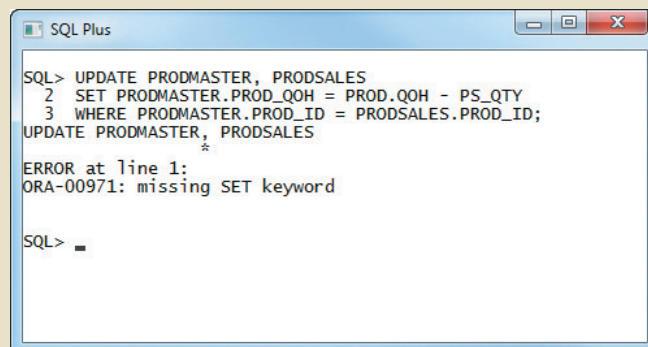 SQL Plus
SQL> UPDATE PRODMASTER, PRODSALES
2 SET PRODMASTER.PROD_QOH = PROD.QOH - PS_QTY
3 WHERE PRODMASTER.PROD_ID = PRODSALES.PROD_ID;
UPDATE PRODMASTER, PRODSALES
*
ERROR at line 1:
ORA-00971: missing SET keyword
SQL>